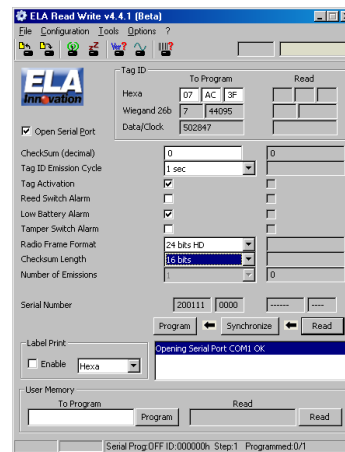 ELA Read Write v4.4.1 (Beta)
File Configuration Tools Options ?
Ver?
ELA
Innovation
Tag ID
To Program Read
Hexa 07 AC 3F
Wiegand 26b 7 44095
Data/Clock 502847
Open Serial Port
CheckSum (decimal) 0 0
Tag ID Emission Cycle 1 sec
Tag Activation
Reed Switch Alarm
Low Battery Alarm
Tamper Switch Alarm
Radio Frame Format 24 bits HD
Checksum Length 16 bits
Number of Emissions 1 0
Serial Number 200111 0000 ------ ----
Program Synchronize Read
Label Print
Enable Hexa
Opening Serial Port COM1 OK
User Memory
To Program Read
Program Read
Serial Prog:OFF ID:000000h Step:1 Programmed:0/1